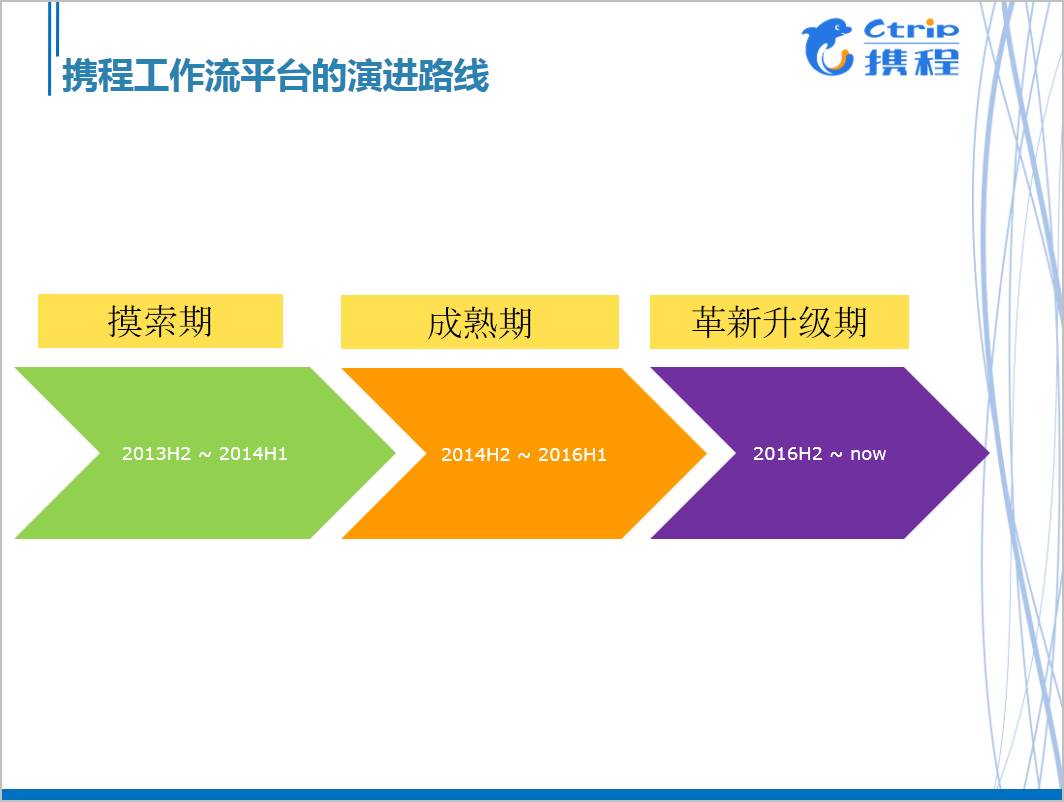 携程工作流平台的演进路线
Ctrip
携程
摸索期
成熟期
革新升级期
2013H2 ~ 2014H1
2014H2 ~ 2016H1
2016H2 ~ now